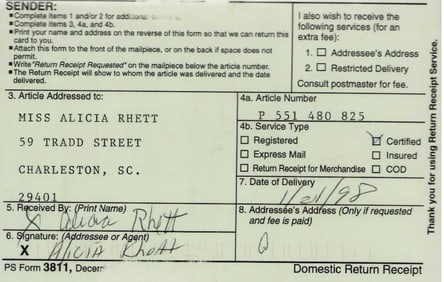 SENDER:
■Complete items 1 and/or 2 for additional
■Complete items 3, 4a, and 4b.
■Print your name and address on the reverse of this form so that we can return this card to you.
■Attach this form to the front of the mailpiece, or on the back if space does not permit.
■Write "Return Receipt Requested" on the mailpiece below the article number.
■The Return Receipt will show to whom the article was delivered and the date delivered.
I also wish to receive the
following services (for an
extra fee):
1. ☐ Addressee's Address
2. ☐ Restricted Delivery
Consult postmaster for fee.
3. Article Addressed to:
MISS ALICIA RHETT
59 TRADD STREET
CHARLESTON, SC.
29401
4a. Article Number
P 551 480 825
4b. Service Type
☐ Registered ☑ Certified
☐ Express Mail ☐ Insured
☐ Return Receipt for Merchandise ☐ COD
7. Date of Delivery
1/21/98
5. Received By: (Print Name)
X Alicia Rhett
6. Signature: (Addressee or Agent)
X Alicia Rhett
8. Addressee's Address (Only if requested
and fee is paid)
PS Form 3811, Decem
Domestic Return Receipt
Thank you for using Return Receipt Service.